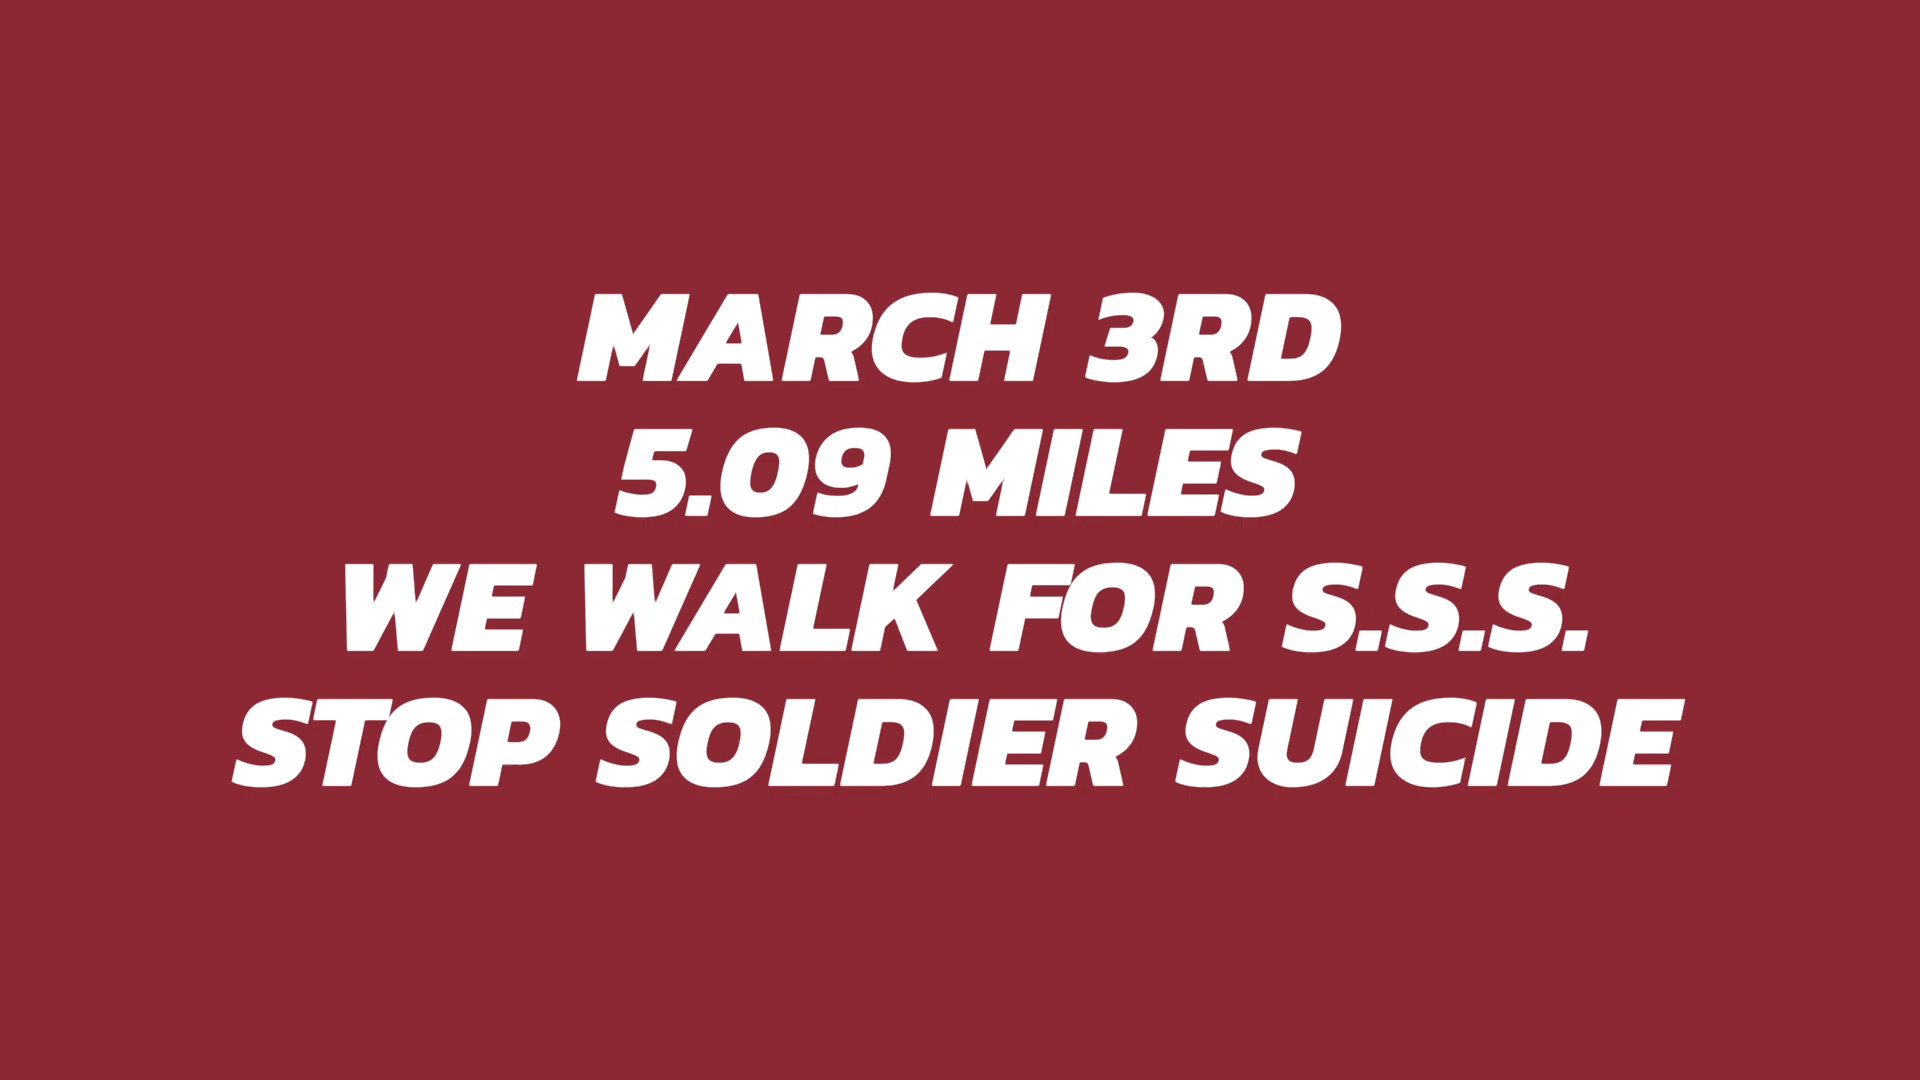 MARCH 3RD
5.09 MILES
WE WALK FOR S.S.S.
STOP SOLDIER SUICIDE